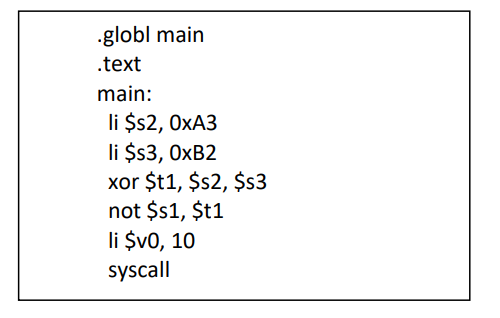 .globl main
.text
main:
li $s2, 0xA3
li $s3, 0xB2
xor $t1, $s2, $s3
not $s1, $t1
li $v0, 10
syscall